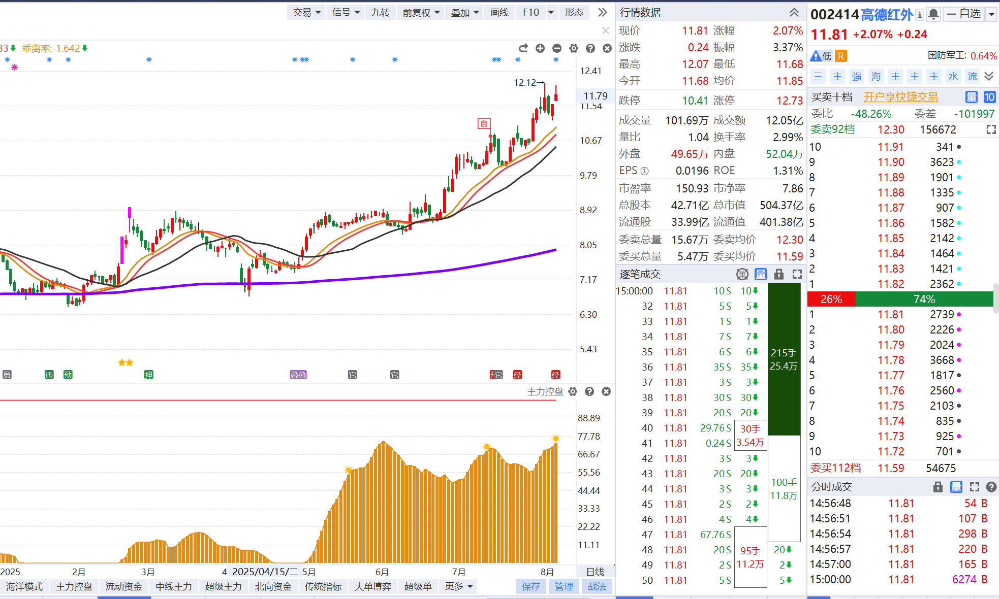 交易 信号 九转 前复权 叠加 画线 F10 形态
33 乖离率:-1.642
12.41
12.12→
11.79
11.54
自
10.67
9.79
8.92
8.05
7.17
6.30
5.43
员 违 预 押 叠叠 它 它 它 经 经
主力控盘
88.89
77.78
66.67
55.56
44.44
33.33
22.22
11.11
2025 2月 3月 4 2025/04/15/二 5月 6月 7月 8月 日线
海洋模式 主力控盘 流动资金 中线主力 超级主力 北向资金 传统指标 大单博弈 超级单 更多 保存 管理 战法
行情数据
现价 11.81 涨幅 2.07%
涨跌 0.24 振幅 3.37%
最高 12.07 最低 11.68
今开 11.68 均价 11.85
跌停 10.41 涨停 12.73
成交量 101.69万 成交额 12.05亿
量比 1.04 换手率 2.99%
外盘 49.65万 内盘 52.04万
EPS ① 0.0196 ROE 1.31%
市盈率 150.93 市净率 7.86
总股本 42.71亿 总市值 504.37亿
流通股 33.99亿 流通值 401.38亿
委卖总量 15.67万 委卖均价 12.30
委买总量 5.47万 委买均价 11.59
逐笔成交 单 量
15:00:00 11.81 10 S 10
32 11.81 5 S 5
33 11.81 1 S 1
34 11.81 7 S 7
35 11.81 6 S 6
36 11.81 35 S 35
37 11.81 3 S 3
38 11.81 30 S 30
39 11.81 20 S 20
40 11.81 29.76 S
41 11.81 0.24 S
42 11.81 3 S 3
43 11.81 20 S 20
44 11.81 3 S 3
45 11.81 2 S 2
46 11.81 4 S 4
47 11.81 67.76 S
48 11.81 20 S 20
49 11.81 2 S 2
50 11.81 5 S 5
30手
3.54万
95手
11.2万
215手
25.4万
100手
11.8万
002414 高德红外 i 自选
11.81 +2.07% +0.24
低 R 国防军工: 0.64%
三 主 强 海 主 主 主 水 流
买卖十档 开户享快捷交易 量 10
委比 -48.26% 委差 -101997
委卖92档 12.30 156672
10 11.91 341
9 11.90 3623
8 11.89 1901
7 11.88 1335
6 11.87 907
5 11.86 1582
4 11.85 2142
3 11.84 1464
2 11.83 1421
1 11.82 2362
26% 74%
1 11.81 2739
2 11.80 2226
3 11.79 2024
4 11.78 3668
5 11.77 1817
6 11.76 2560
7 11.75 2103
8 11.74 835
9 11.73 925
10 11.72 701
委买112档 11.59 54675
分时成交 量
14:56:48 11.81 54 B
14:56:51 11.81 107 B
14:56:54 11.81 298 B
14:56:57 11.81 220 B
14:57:00 11.81 165 B
15:00:00 11.81 6274 B